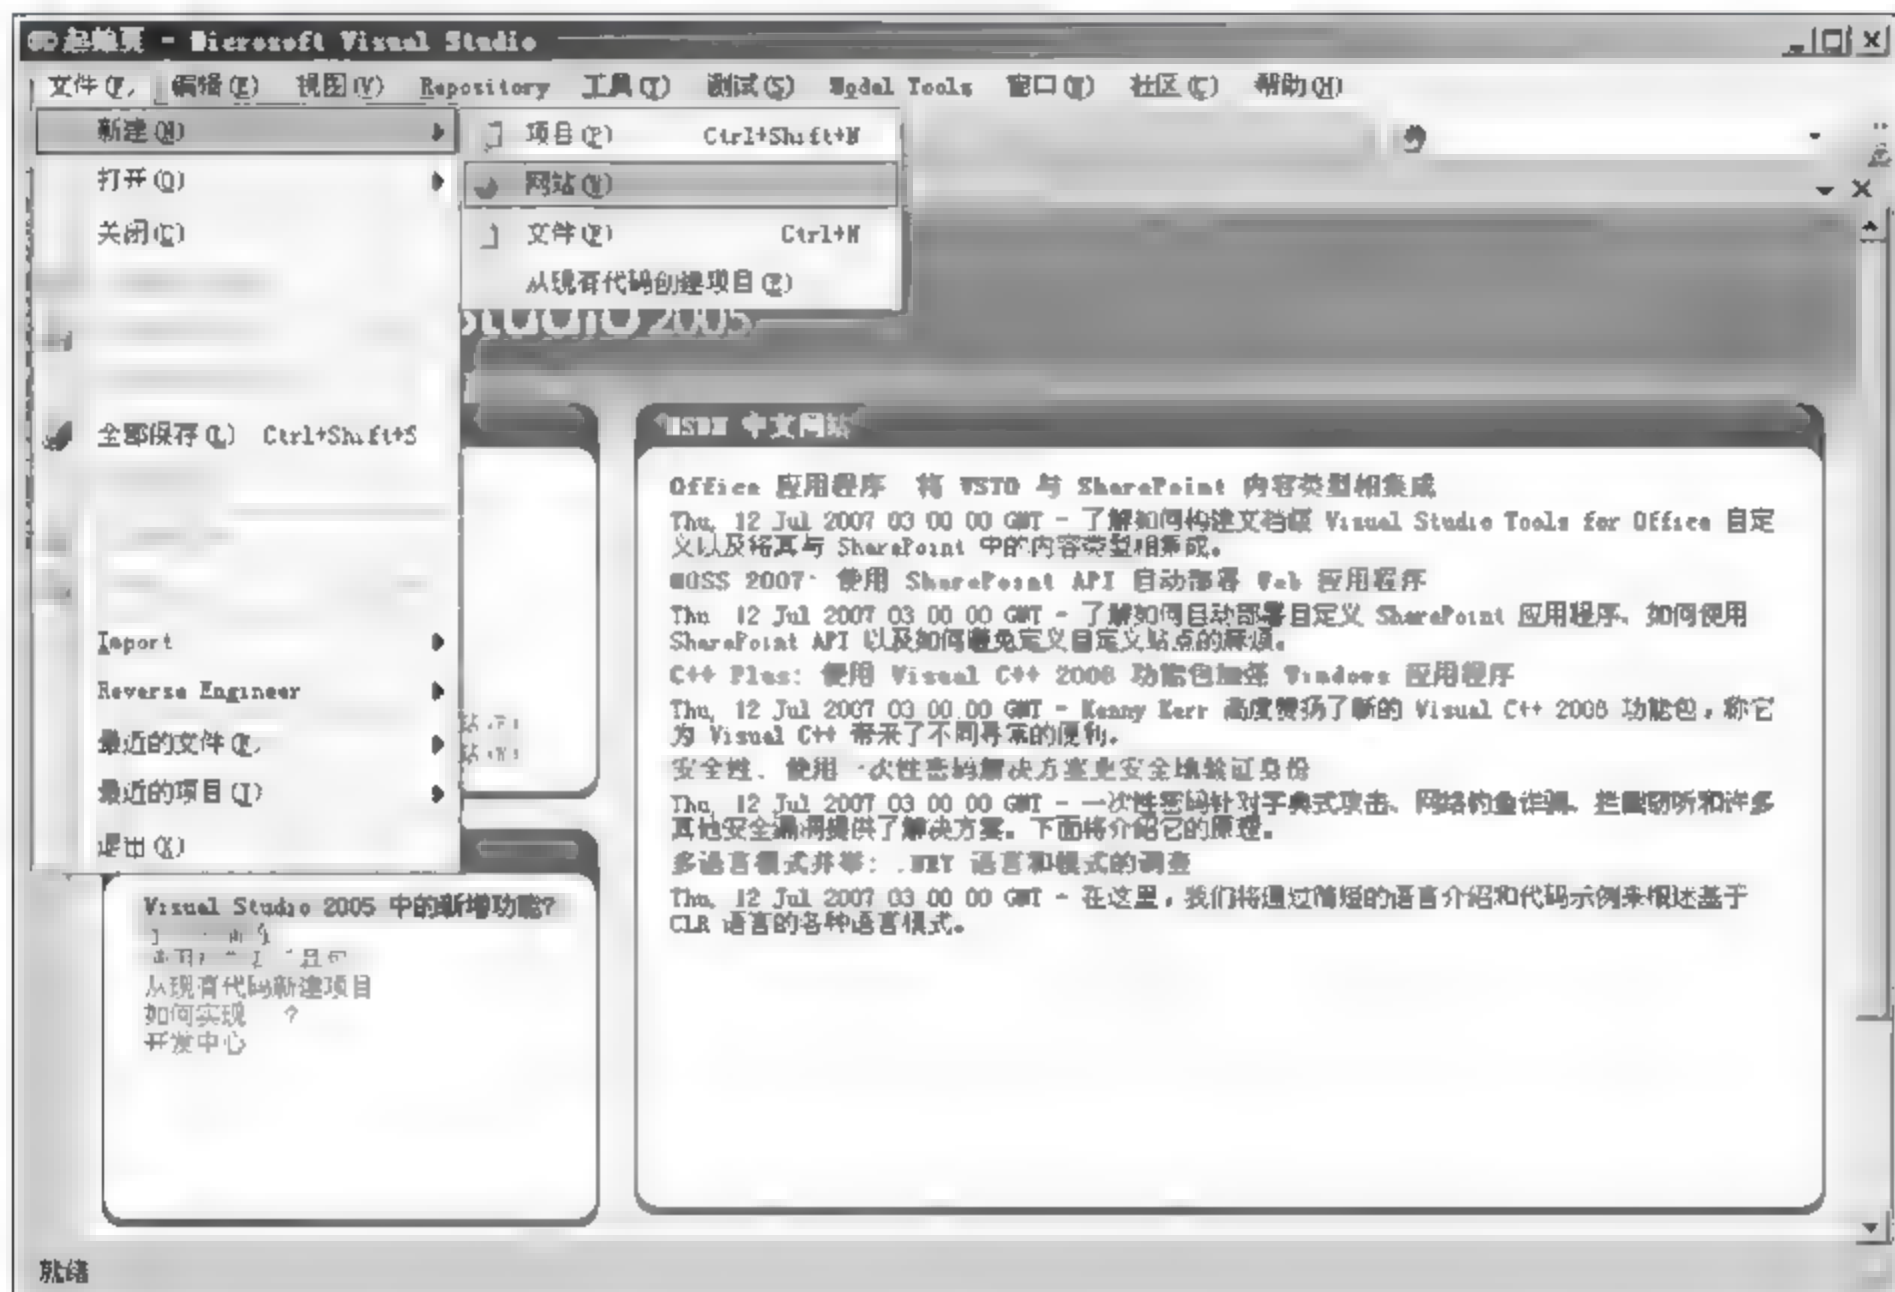 起始页 - Microsoft Visual Studio
文件(F) 编辑(E) 视图(V) Repository 工具(T) 测试(S) Model Tools 窗口(W) 社区(C) 帮助(H)
新建(N)
打开(O)
关闭(C)
全部保存(L) Ctrl+Shift+S
Import
Reverse Engineer
最近的文件(F)
最近的项目(J)
退出(X)
项目(P) Ctrl+Shift+N
网站(W)
文件(F) Ctrl+N
从现有代码创建项目(E)
Studio 2005
MSDN 中文网站
Office 应用程序 将 VSTO 与 SharePoint 内容类型相集成
Thu, 12 Jul 2007 03 00 00 GMT - 了解如何构建文档级 Visual Studio Tools for Office 自定
义以及将其与 SharePoint 中的内容类型相集成。
MOSS 2007: 使用 SharePoint API 自动部署 Web 应用程序
Thu 12 Jul 2007 03 00 00 GMT - 了解如何自动部署自定义 SharePoint 应用程序、如何使用
SharePoint API 以及如何避免定义自定义站点的麻烦。
C++ Plus: 使用 Visual C++ 2008 功能包加强 Windows 应用程序
Thu, 12 Jul 2007 03 00 00 GMT - Kenny Kerr 高度赞扬了新的 Visual C++ 2008 功能包，称它
为 Visual C++ 带来了不同寻常的便利。
安全性、使用一次性密码解决方案更安全地验证身份
Thu, 12 Jul 2007 03 00 00 GMT - 一次性密码针对字典式攻击、网络钓鱼诈骗、拦截窃听和许多
其他安全漏洞提供了解决方案。下面将介绍它的原理。
多语言模式并举: .NET 语言和模式的调查
Thu, 12 Jul 2007 03 00 00 GMT - 在这里，我们将通过简短的语言介绍和代码示例来概述基于
CLR 语言的各种语言模式。
Visual Studio 2005 中的新增功能?
从现有代码新建项目
如何实现 ?
开发中心
就绪